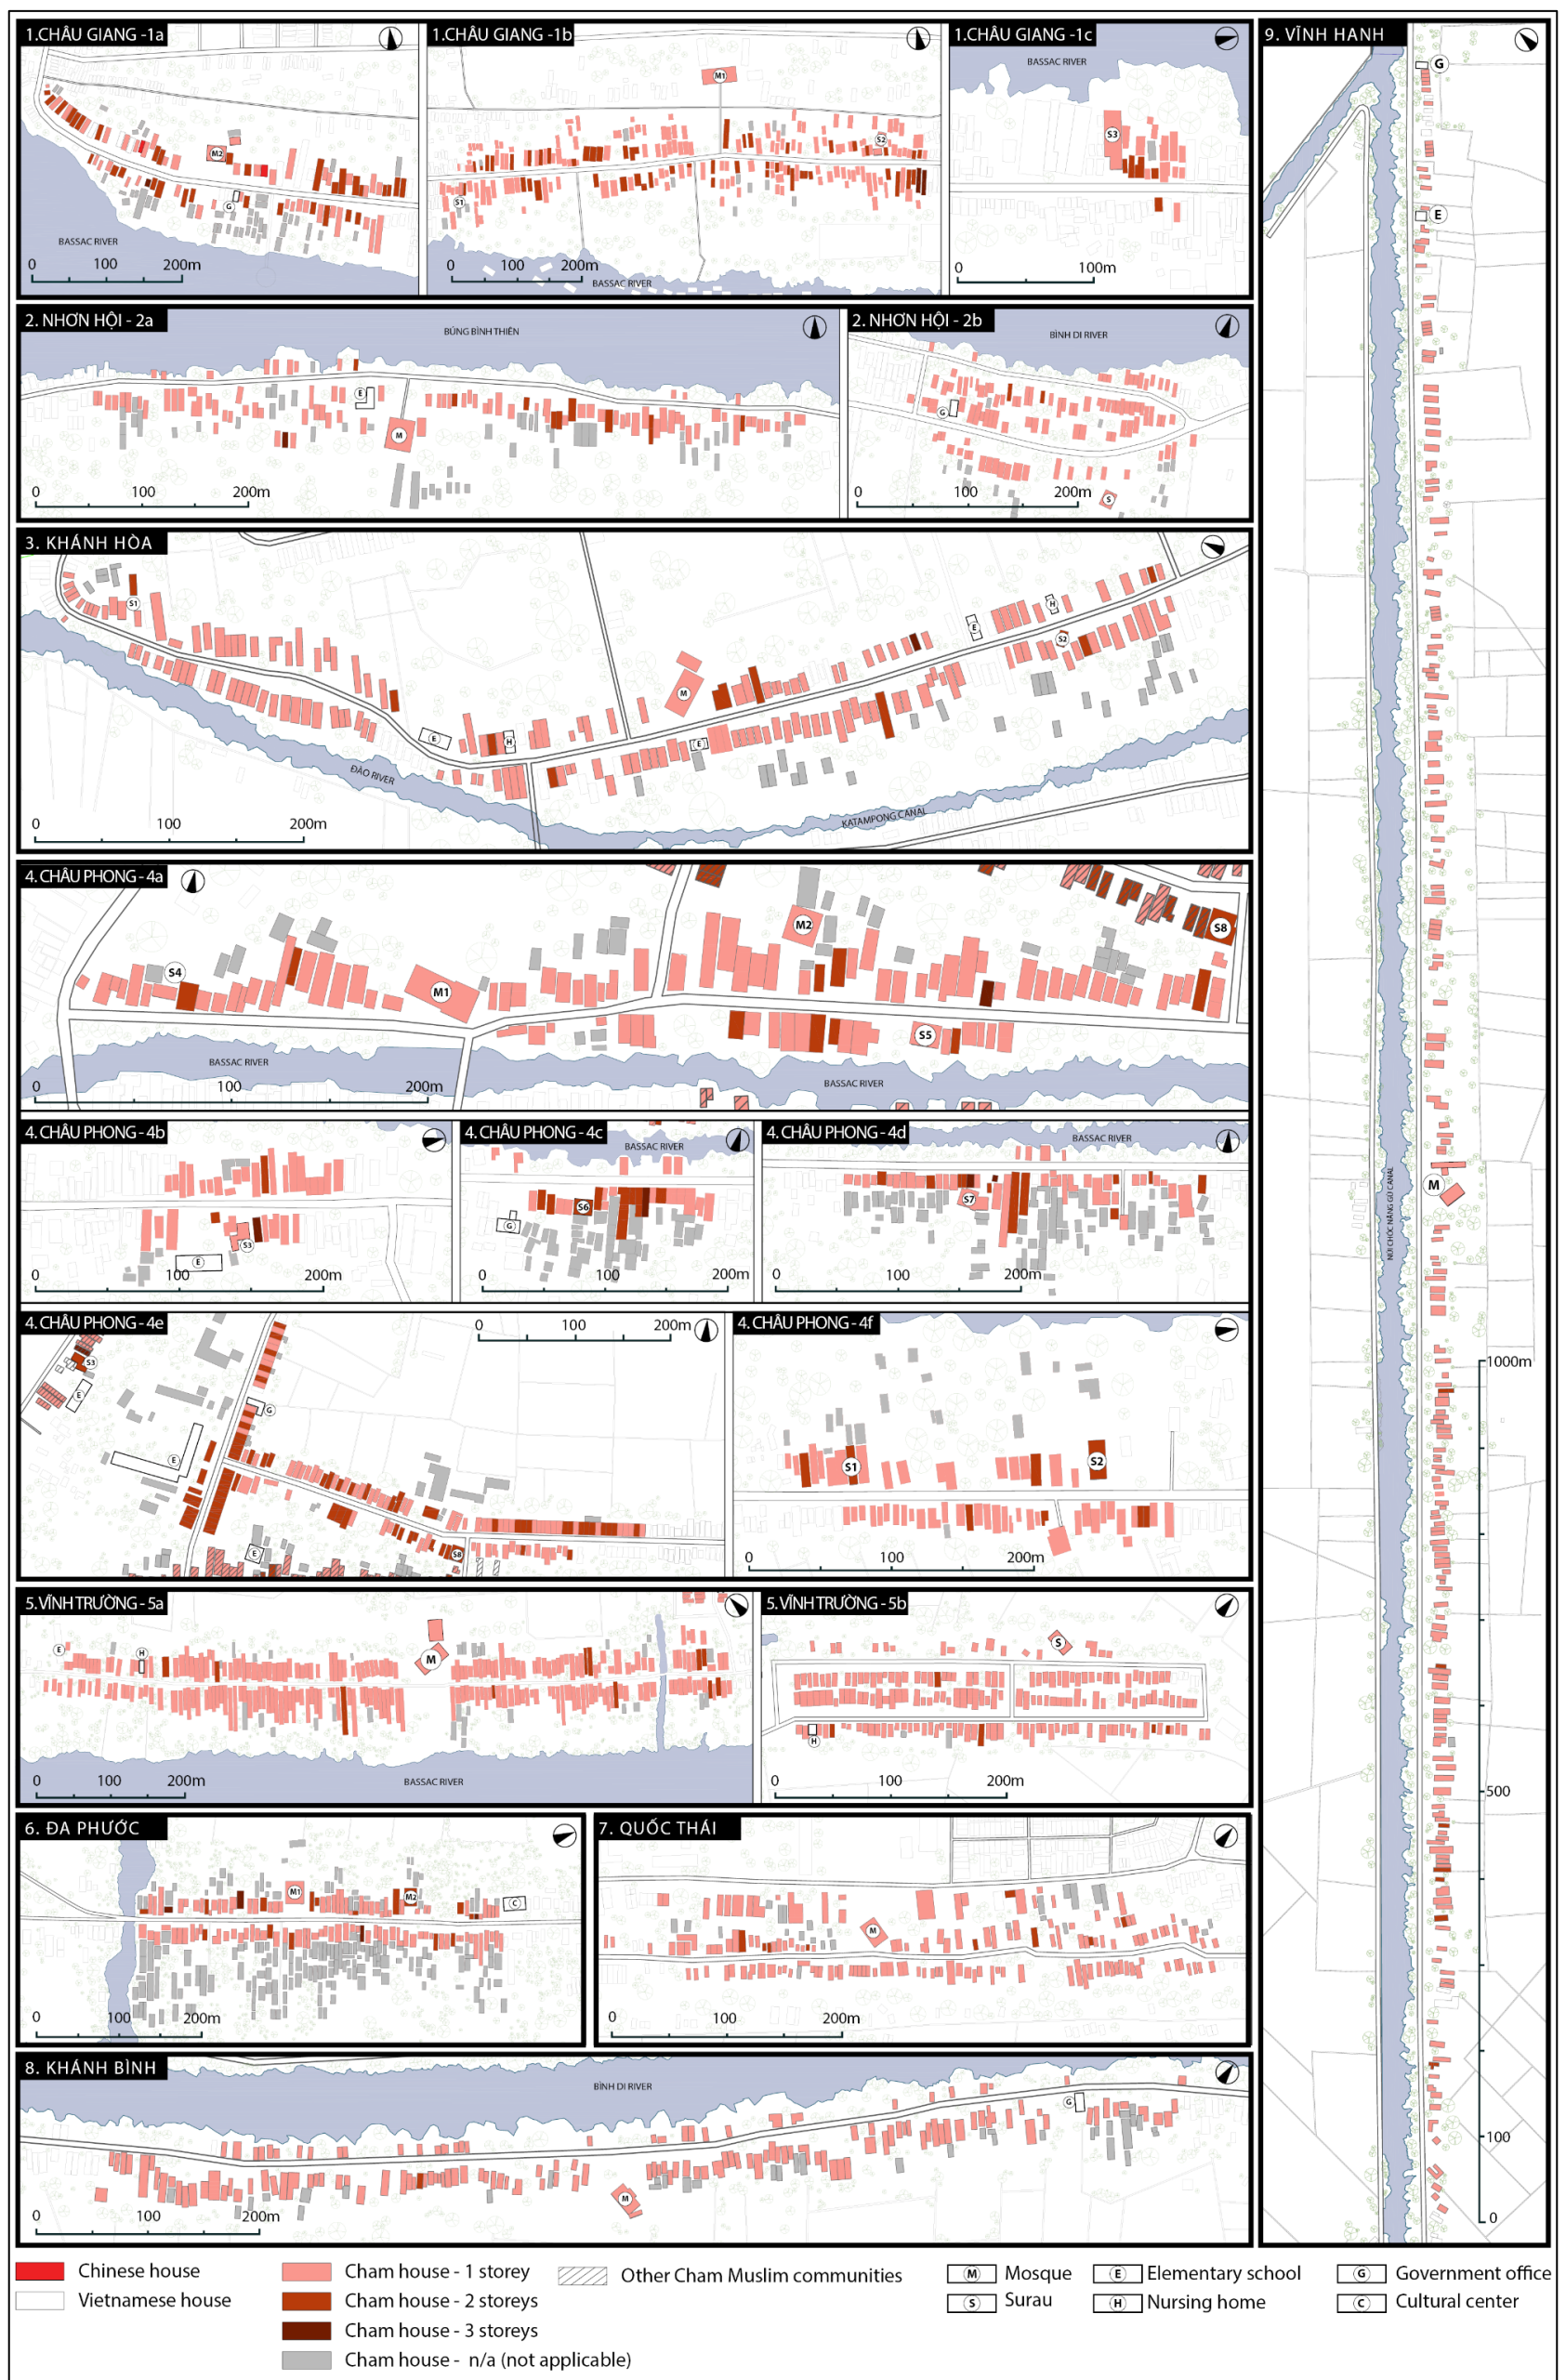 1.CHÂU GIANG -1a
M2
G
BASSAC RIVER
0 100 200m
1.CHÂU GIANG -1b
M1
S2
S1
0 100 200m
BASSAC RIVER
1.CHÂU GIANG -1c
BASSAC RIVER
S3
0 100m
2. NHƠN HỘI - 2a
BÚNG BÌNH THIÊN
E
M
0 100 200m
2. NHƠN HỘI - 2b
BÌNH DI RIVER
G
S
0 100 200m
3. KHÁNH HÒA
S1
H
E
S2
M
E
H
E
ĐÀO RIVER
KATAMPONG CANAL
0 100 200m
4.CHÂU PHONG -4a
M2
S8
S4
M1
S5
BASSAC RIVER
BASSAC RIVER
0 100 200m
4.CHÂU PHONG -4b
S3
E
0 100 200m
4.CHÂU PHONG -4c
BASSAC RIVER
S6
G
0 100 200m
4.CHÂU PHONG -4d
BASSAC RIVER
S7
0 100 200m
4.CHÂU PHONG -4e
0 100 200m
S3
E
G
E
E
S8
4.CHÂU PHONG-4f
S1
S2
0 100 200m
5.VĨNH TRƯỜNG - 5a
E
H
M
0 100 200m
BASSAC RIVER
5.VĨNH TRƯỜNG - 5b
S
H
0 100 200m
6. ĐA PHƯỚC
M1
M2
C
0 100 200m
7. QUỐC THÁI
M
0 100 200m
8. KHÁNH BÌNH
BÌNH DI RIVER
G
M
0 100 200m
9. VĨNH HANH
G
E
M
NƠI CHÓC NĂNG GÙ CANAL
1000m
500
100
0
Chinese house
Vietnamese house
Cham house - 1 storey
Cham house - 2 storeys
Cham house - 3 storeys
Cham house - n/a (not applicable)
Other Cham Muslim communities
M Mosque
S Surau
E Elementary school
H Nursing home
G Government office
C Cultural center